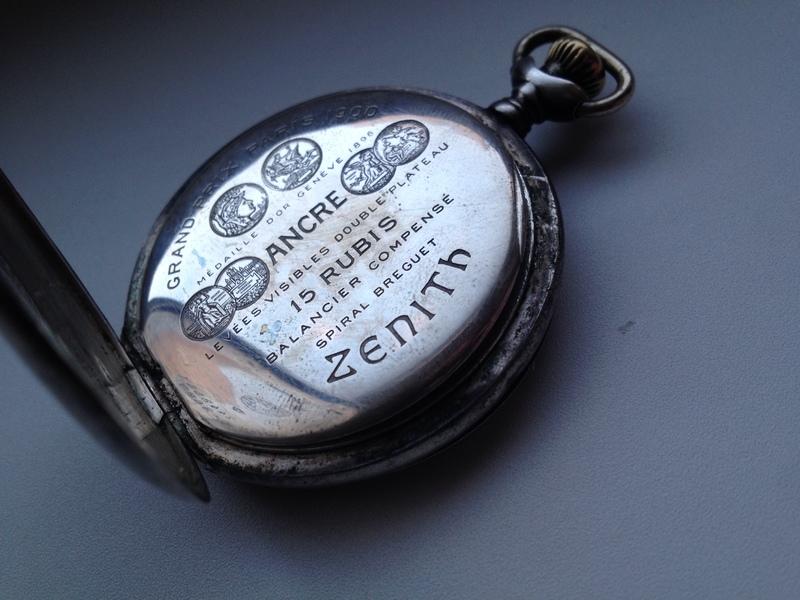 GRAND PRIX PARIS 1900
MÉDAILLE D'OR GENÈVE 1896
ANCRE
LEVÉES VISIBLES DOUBLE PLATEAU
15 RUBIS
BALANCIER COMPENSÉ
SPIRAL BREGUET
ZENITH